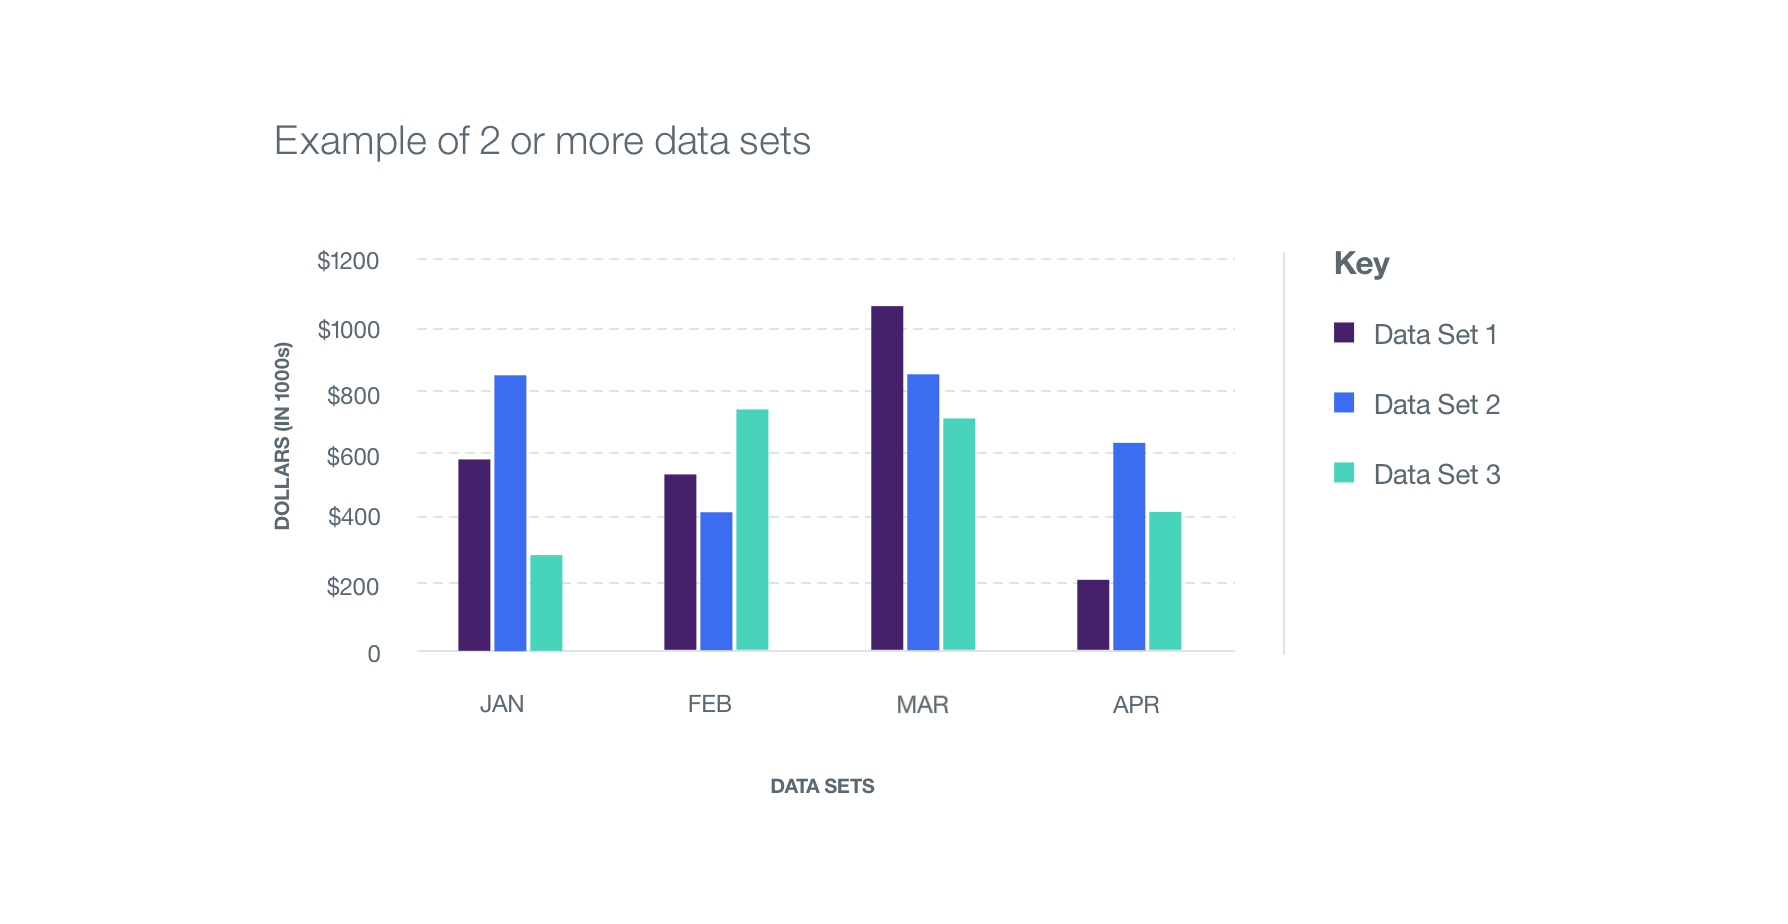 Example of 2 or more data sets
DOLLARS (IN 1000s)
$1200
$1000
$800
$600
$400
$200
0
JAN FEB MAR APR
DATA SETS
Key
Data Set 1
Data Set 2
Data Set 3